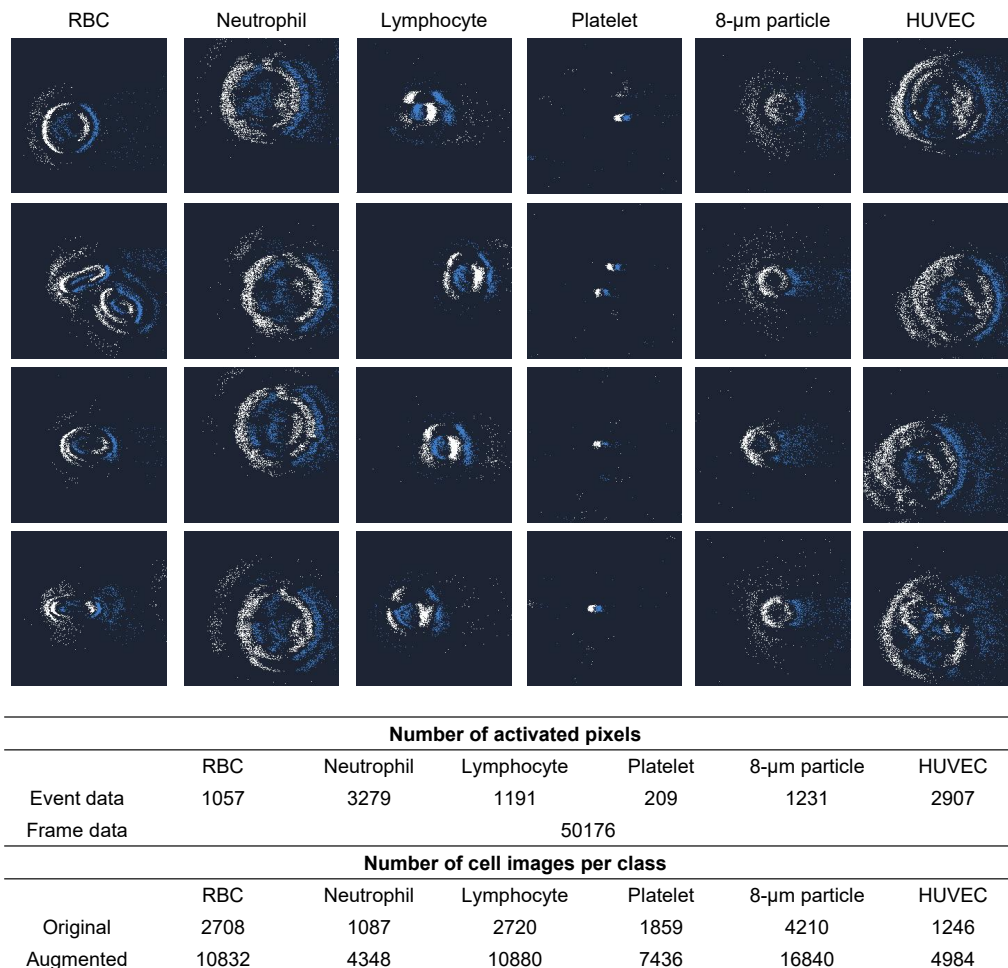 RBC Neutrophil Lymphocyte Platelet 8-µm particle HUVEC
Number of activated pixels
RBC Neutrophil Lymphocyte Platelet 8-µm particle HUVEC
Event data 1057 3279 1191 209 1231 2907
Frame data 50176
Number of cell images per class
RBC Neutrophil Lymphocyte Platelet 8-µm particle HUVEC
Original 2708 1087 2720 1859 4210 1246
Augmented 10832 4348 10880 7436 16840 4984